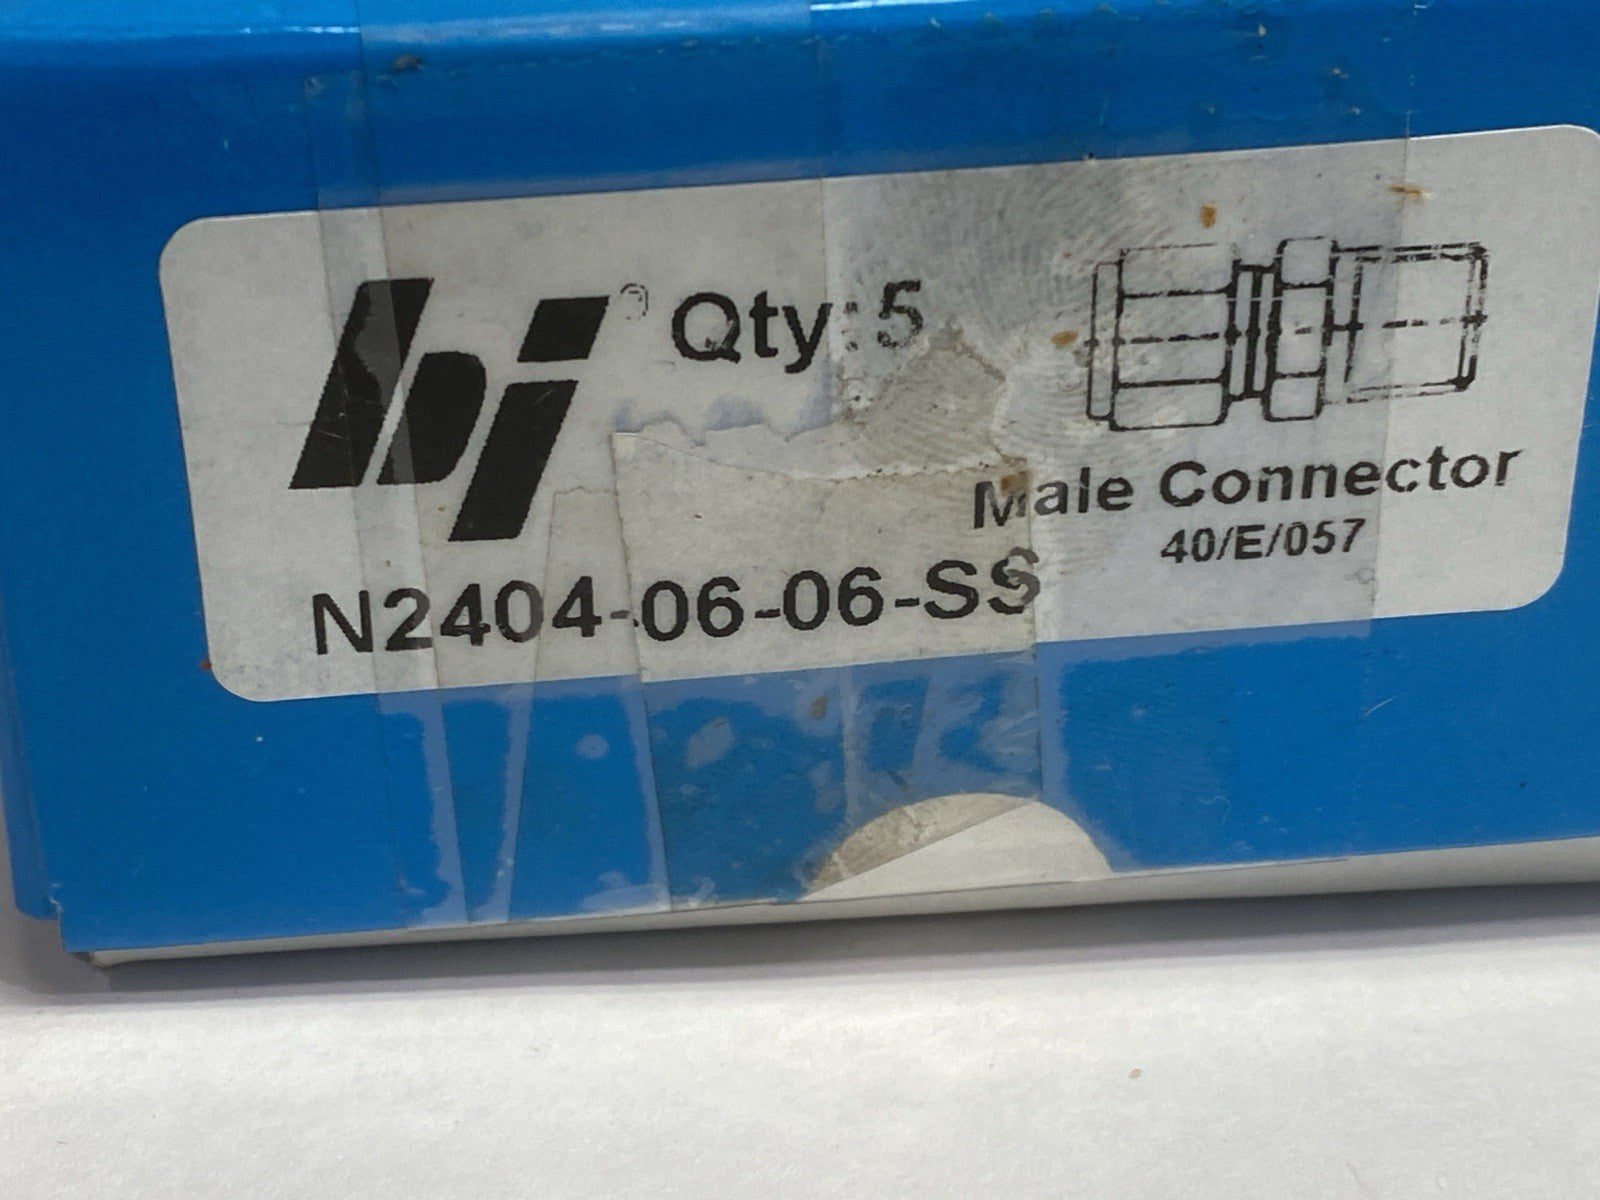 bi® Qty: 5
Male Connector
40/E/057
N2404-06-06-SS